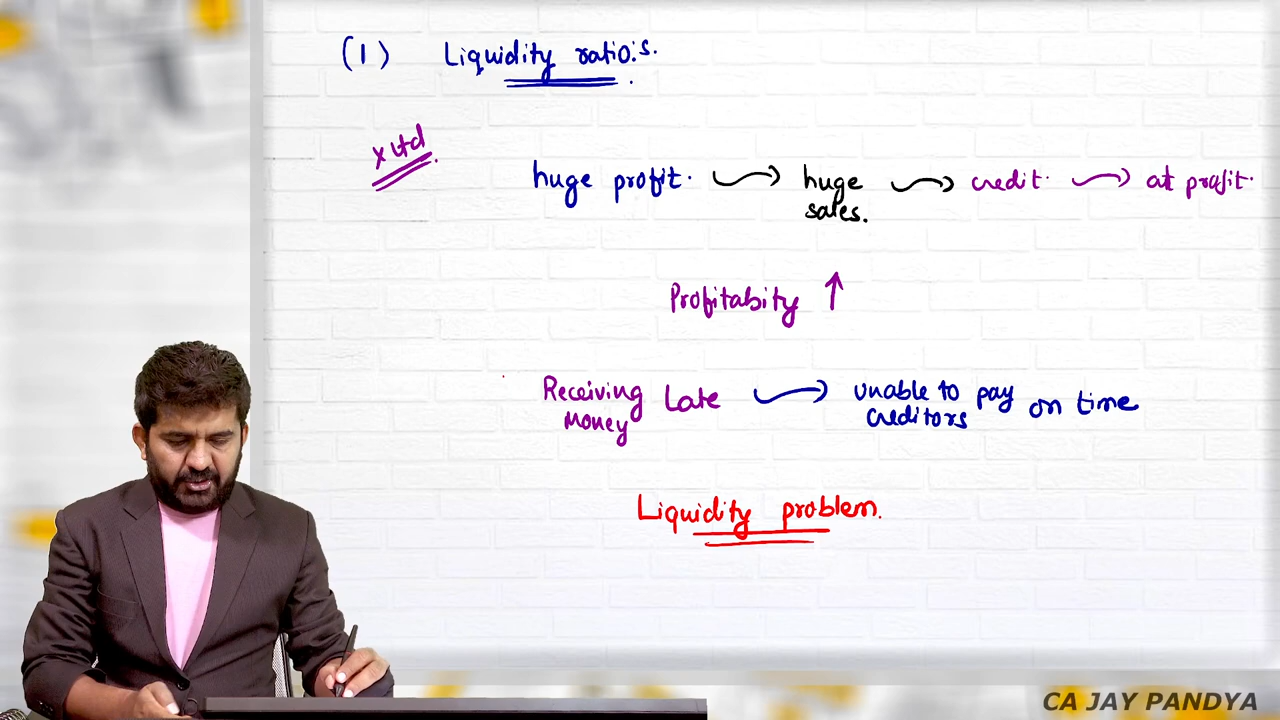 (1) Liquidity ratio's.
X Ltd
huge profit. → huge sales. → credit. → at profit.
Profitabity ↑
Receiving Money Late → unable to pay creditors on time
Liquidity problem.
CA JAY PANDYA